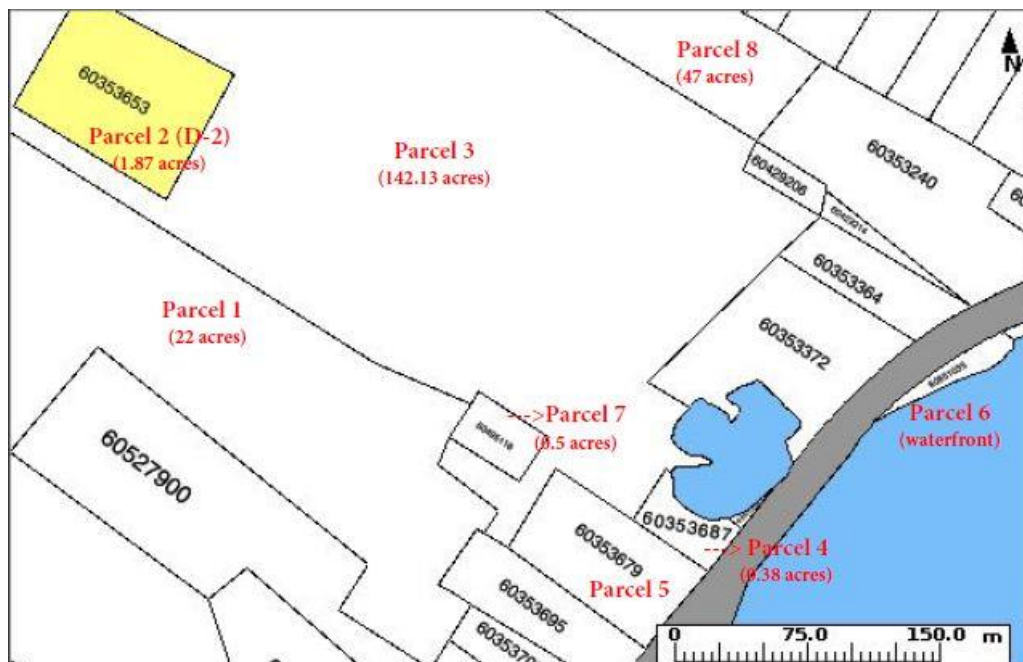 Parcel 8
(47 acres)
N
60353653
Parcel 2 (D-2)
(1.87 acres)
Parcel 3
(142.13 acres)
60353240
60429206
60353364
Parcel 1
(22 acres)
60353372
Parcel 6
(waterfront)
--->Parcel 7
(0.5 acres)
60527900
60353687
---> Parcel 4
(0.38 acres)
60353679
Parcel 5
60353695
0 75.0 150.0 m